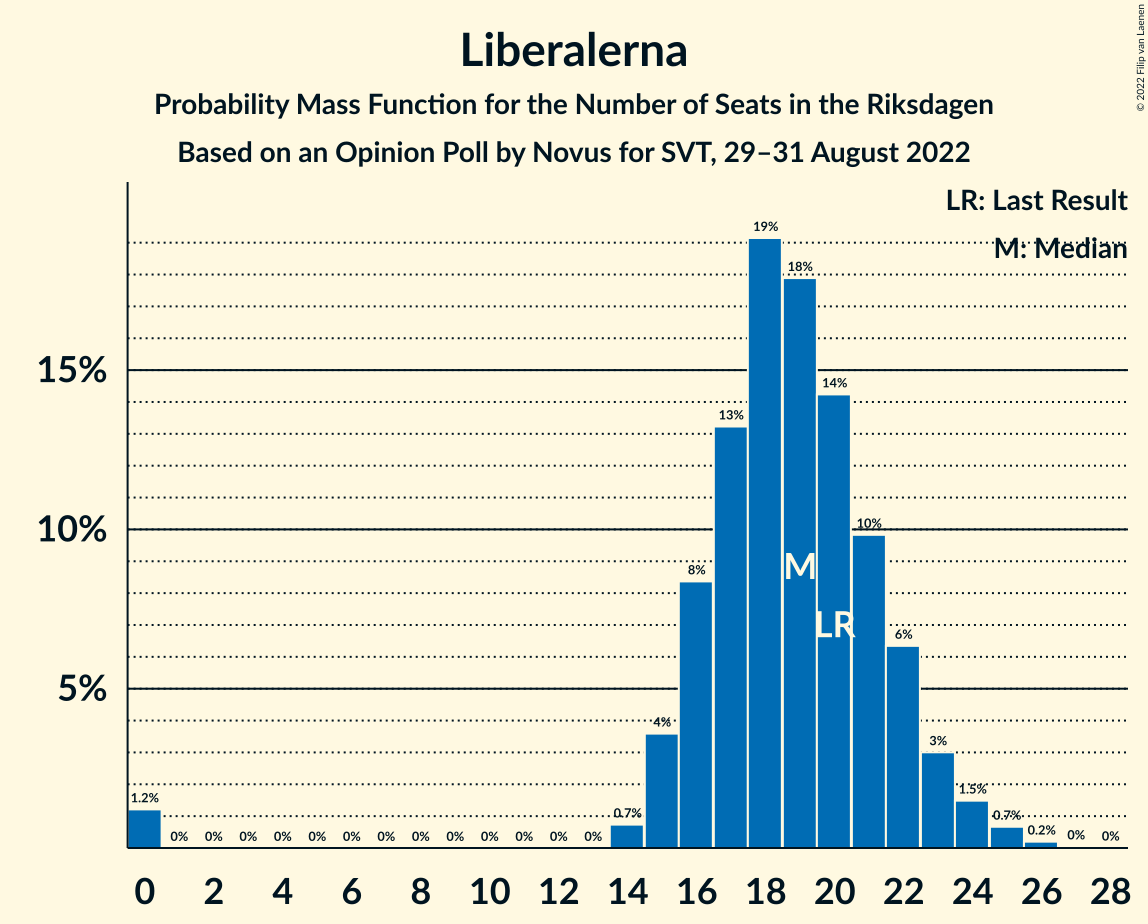 Liberalerna
Probability Mass Function for the Number of Seats in the Riksdagen
Based on an Opinion Poll by Novus for SVT, 29–31 August 2022
© 2022 Filip van Laenen
LR: Last Result
M: Median
19%
18%
15%
14%
13%
10%
10%
M
8%
LR
6%
5%
4%
3%
1.2%
1.5%
0.7%
0.7%
0.2%
0% 0% 0% 0% 0% 0% 0% 0% 0% 0% 0% 0% 0% 0% 0%
0 2 4 6 8 10 12 14 16 18 20 22 24 26 28